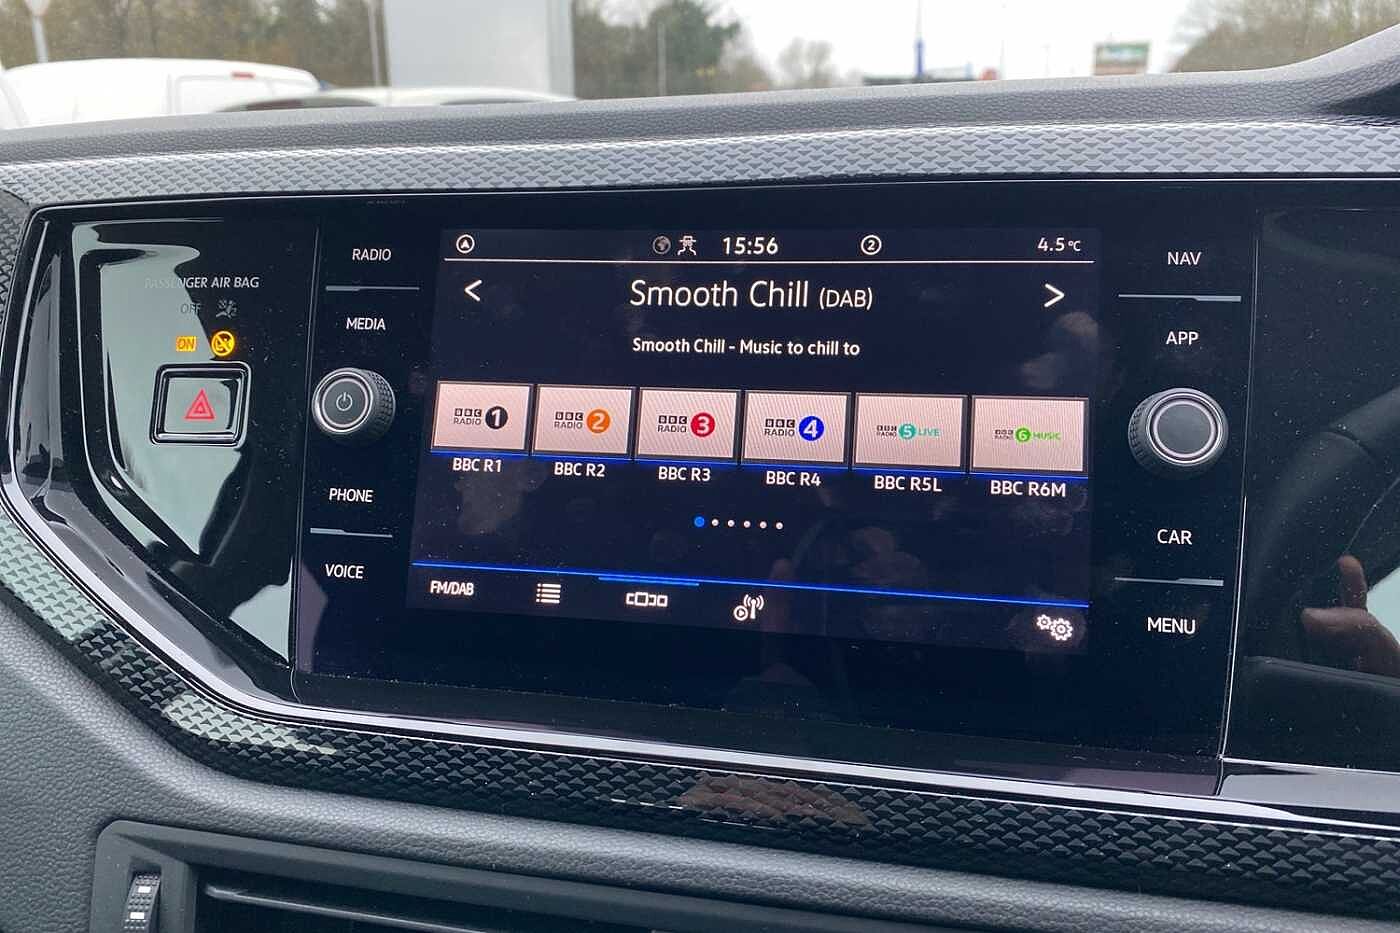 PASSENGER AIR BAG
OFF
ON
RADIO
MEDIA
PHONE
VOICE
A
15:56
2
4.5°C
< Smooth Chill (DAB) >
Smooth Chill - Music to chill to
BBC RADIO 1
BBC RADIO 2
BBC RADIO 3
BBC RADIO 4
BBC RADIO 5 LIVE
BBC RADIO 6 MUSIC
BBC R1
BBC R2
BBC R3
BBC R4
BBC R5L
BBC R6M
FM/DAB
NAV
APP
CAR
MENU